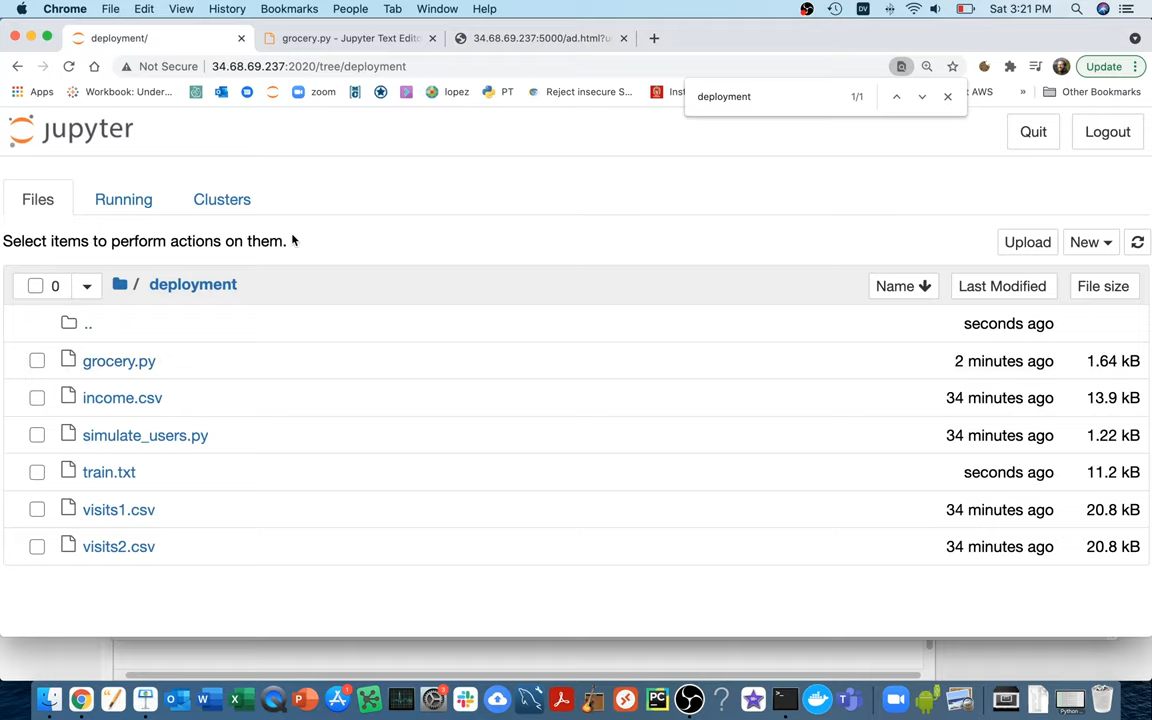 Chrome File Edit View History Bookmarks People Tab Window Help DV Sat 3:21 PM
deployment/ grocery.py - Jupyter Text Edito 34.68.69.237:5000/ad.html?u
Not Secure 34.68.69.237:2020/tree/deployment Update
Apps Workbook: Under... zoom lopez PT Reject insecure S... Inst AWS » Other Bookmarks
deployment 1/1
jupyter Quit Logout
Files Running Clusters
Select items to perform actions on them. Upload New
0 / deployment Name Last Modified File size
.. seconds ago
grocery.py 2 minutes ago 1.64 kB
income.csv 34 minutes ago 13.9 kB
simulate_users.py 34 minutes ago 1.22 kB
train.txt seconds ago 11.2 kB
visits1.csv 34 minutes ago 20.8 kB
visits2.csv 34 minutes ago 20.8 kB